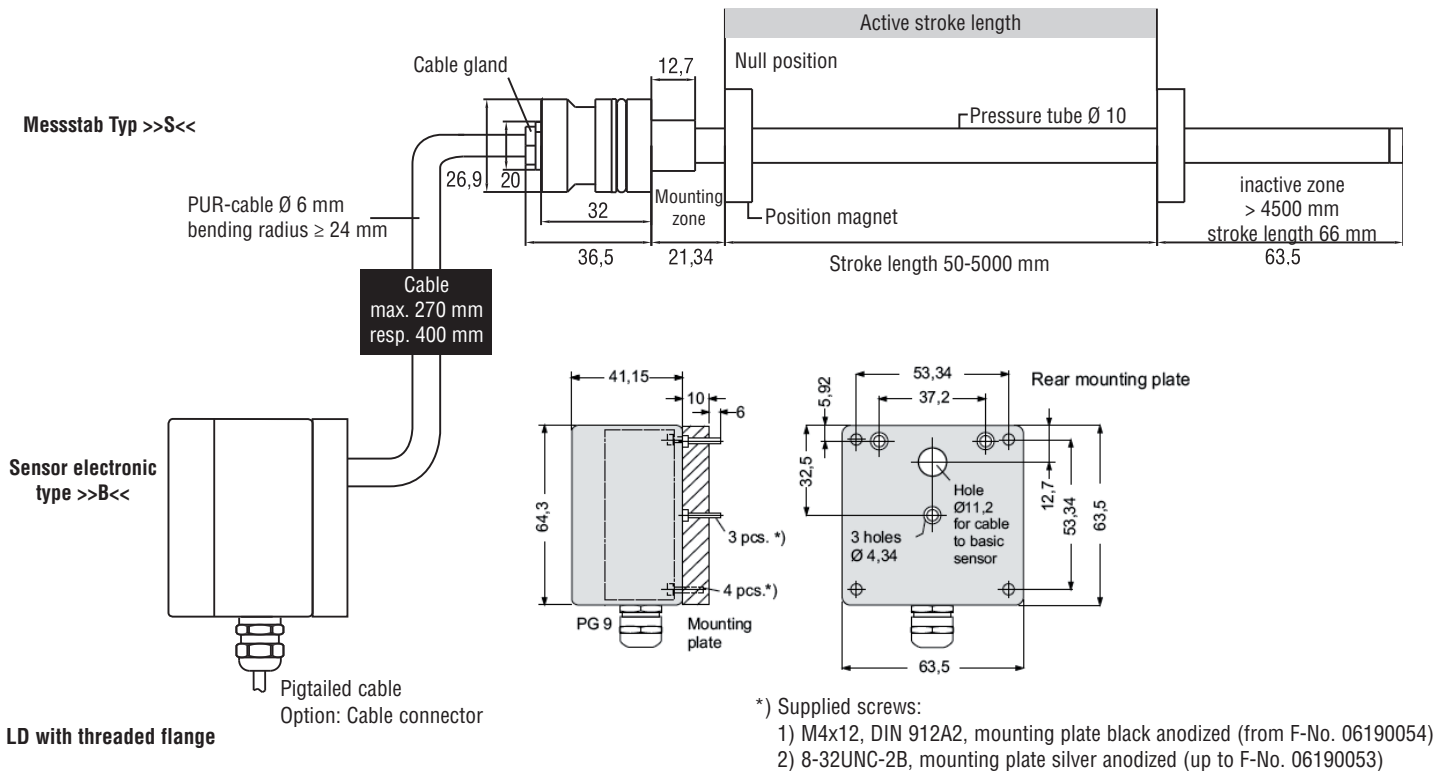 Active stroke length
Null position
Cable gland
12,7
Messstab Typ >>S<<
Pressure tube Ø 10
26,9
20
32
Mounting
zone
Position magnet
inactive zone
> 4500 mm
stroke length 66 mm
63,5
PUR-cable Ø 6 mm
bending radius ≥ 24 mm
36,5
21,34
Stroke length 50-5000 mm
Cable
max. 270 mm
resp. 400 mm
Sensor electronic
type >>B<<
41,15
10
6
64,3
3 pcs. *)
4 pcs.*)
PG 9
Mounting
plate
53,34
37,2
Rear mounting plate
5,92
32,5
Hole
Ø11,2
for cable
to basic
sensor
3 holes
Ø 4,34
12,7
53,34
63,5
63,5
Pigtailed cable
Option: Cable connector
LD with threaded flange
*) Supplied screws:
1) M4x12, DIN 912A2, mounting plate black anodized (from F-No. 06190054)
2) 8-32UNC-2B, mounting plate silver anodized (up to F-No. 06190053)